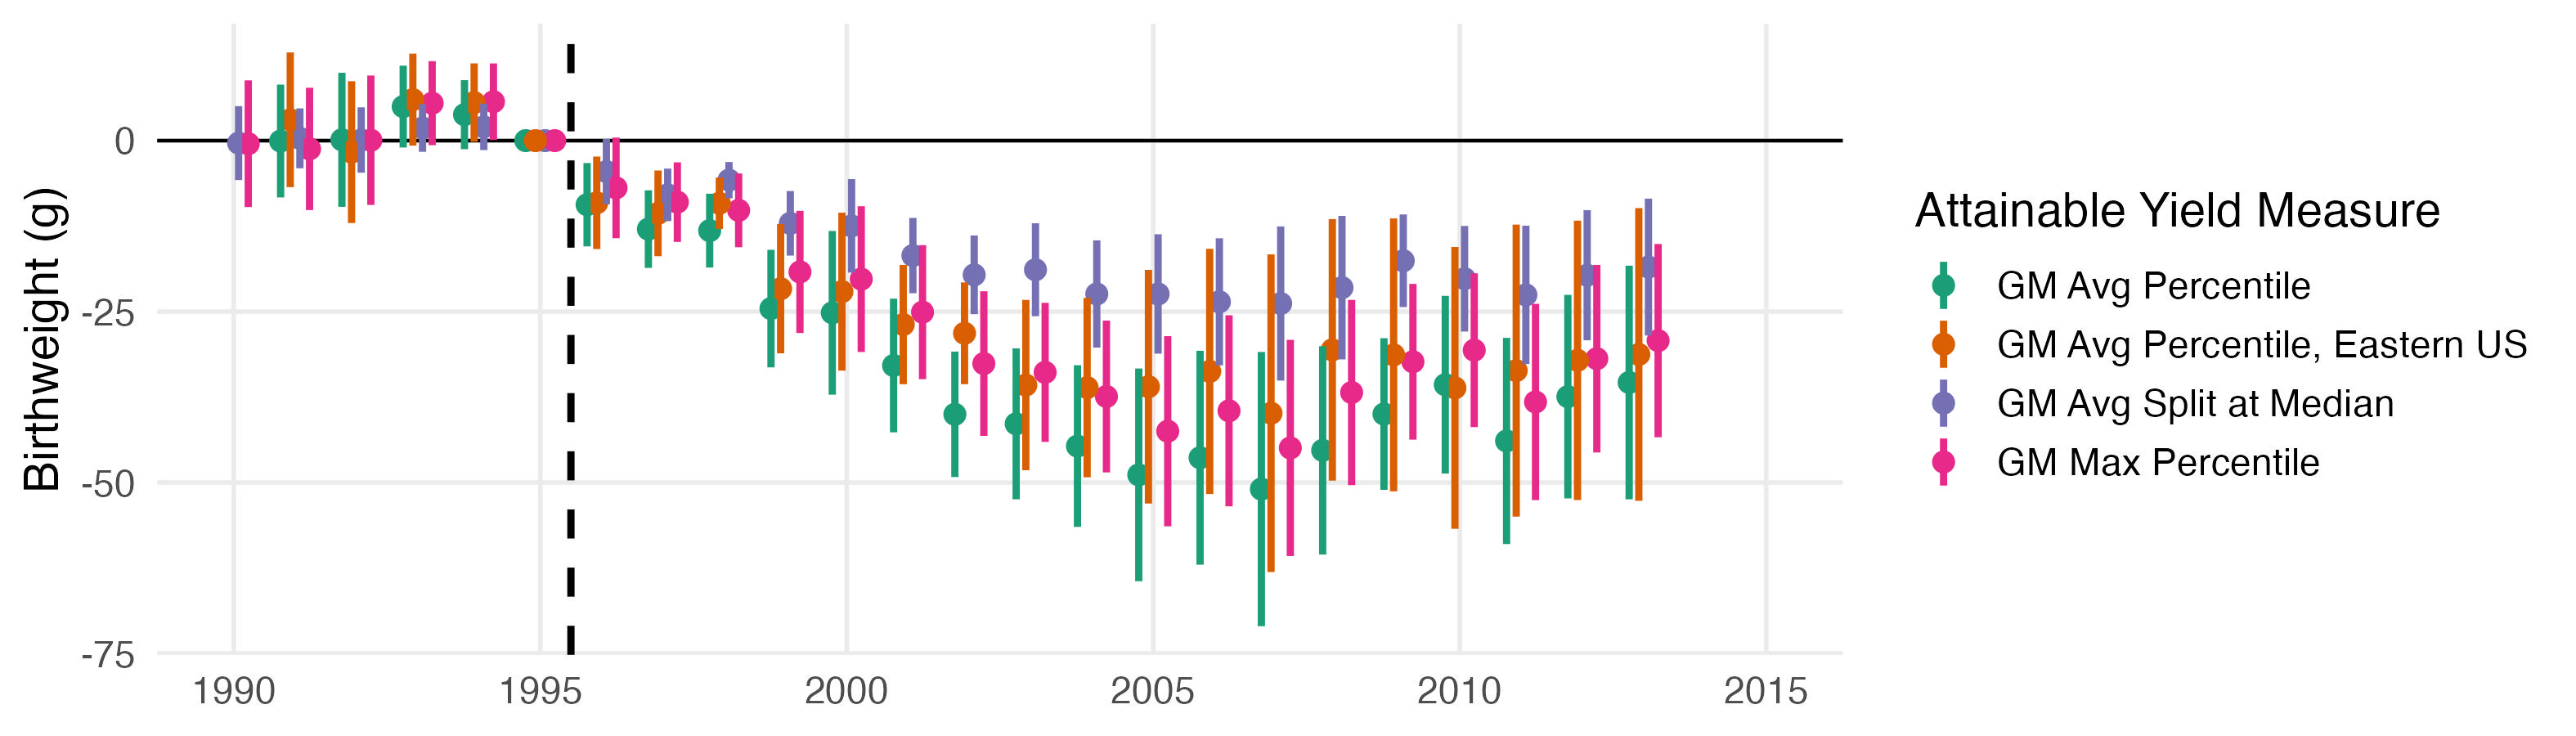 Birthweight (g)
0
-25
-50
-75
1990 1995 2000 2005 2010 2015
Attainable Yield Measure
GM Avg Percentile
GM Avg Percentile, Eastern US
GM Avg Split at Median
GM Max Percentile